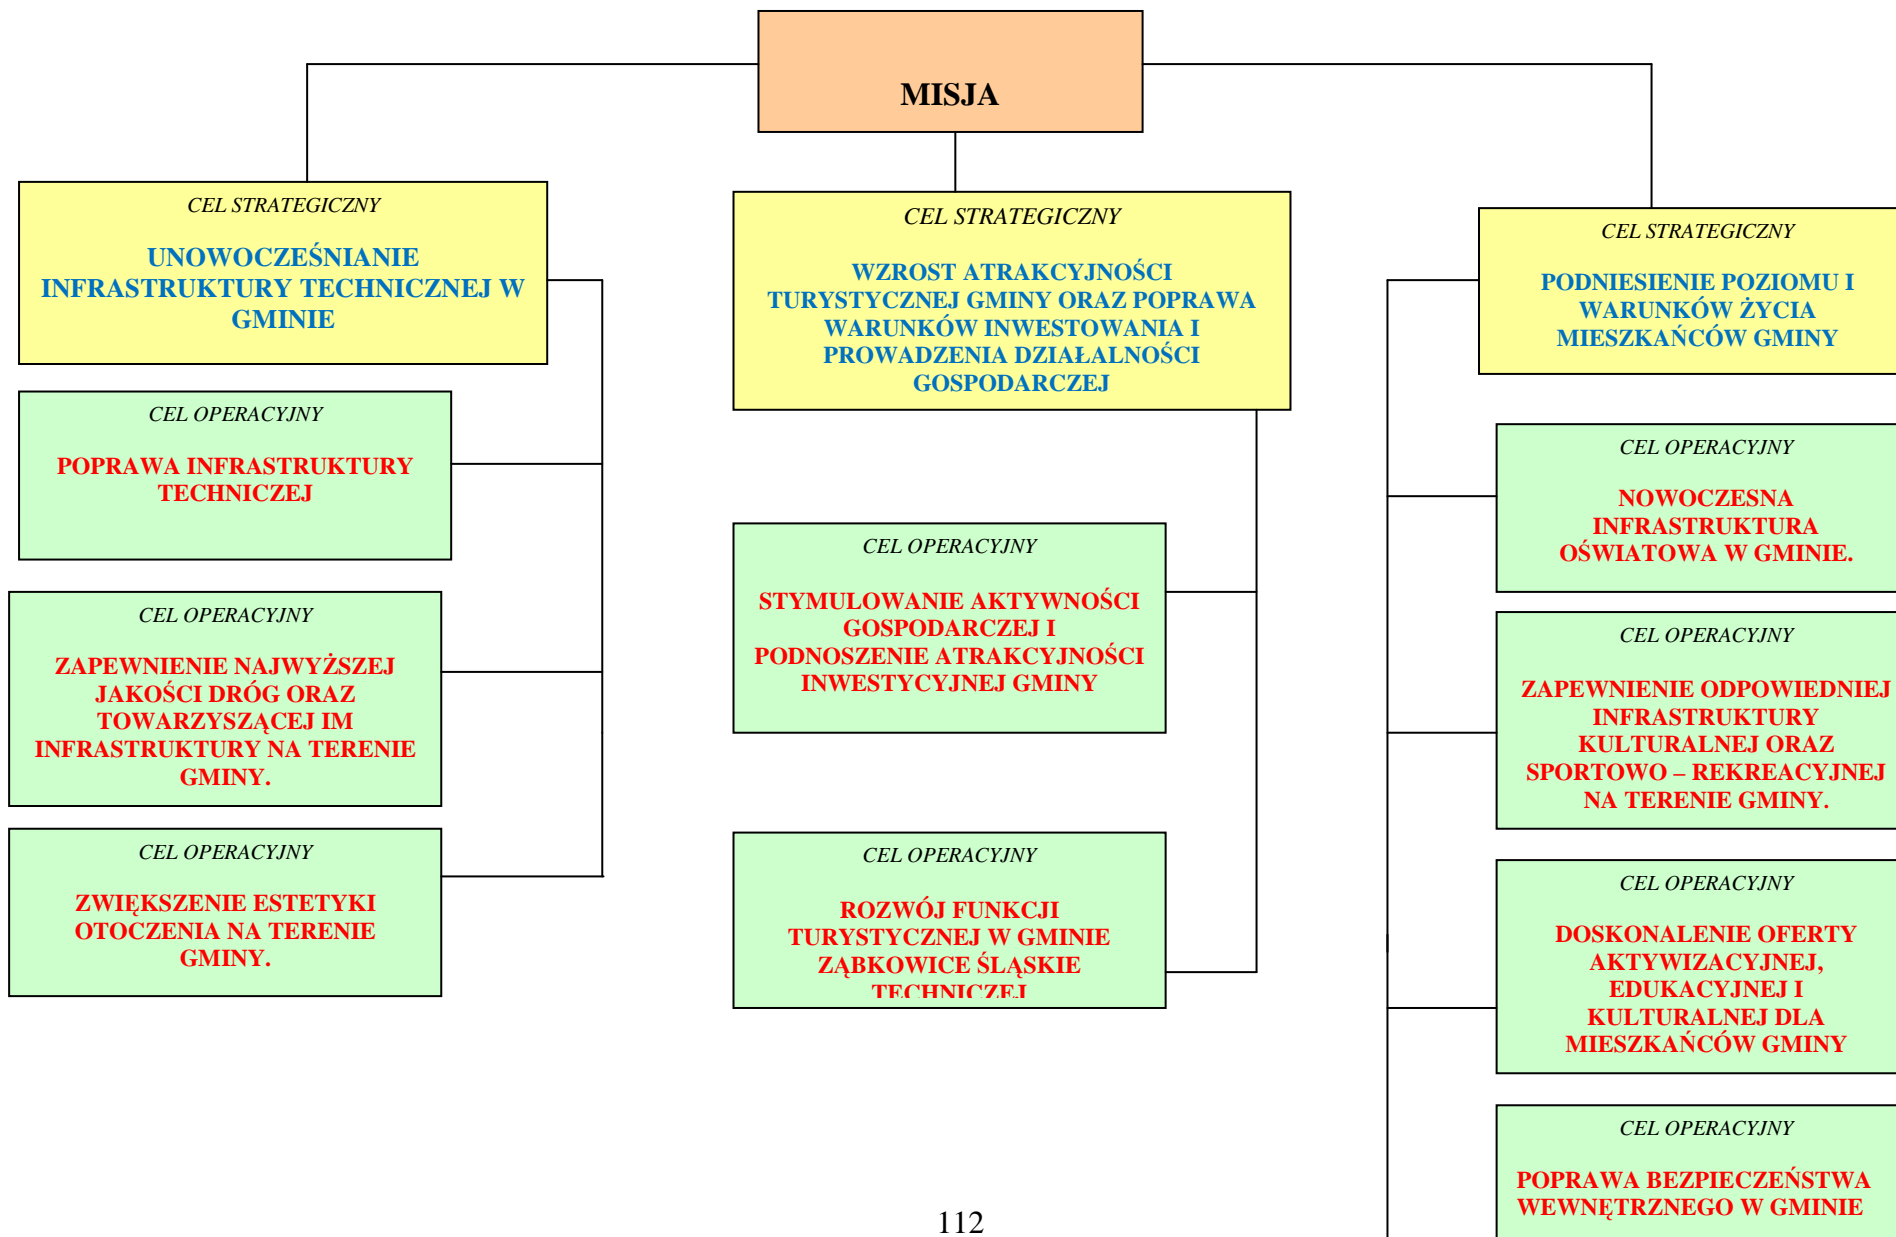 MISJA
CEL STRATEGICZNY
UNOWOCZEŚNIANIE
INFRASTRUKTURY TECHNICZNEJ W
GMINIE
CEL OPERACYJNY
POPRAWA INFRASTRUKTURY
TECHNICZEJ
CEL OPERACYJNY
ZAPEWNIENIE NAJWYŻSZEJ
JAKOŚCI DRÓG ORAZ
TOWARZYSZĄCEJ IM
INFRASTRUKTURY NA TERENIE
GMINY.
CEL OPERACYJNY
ZWIĘKSZENIE ESTETYKI
OTOCZENIA NA TERENIE
GMINY.
CEL STRATEGICZNY
WZROST ATRAKCYJNOŚCI
TURYSTYCZNEJ GMINY ORAZ POPRAWA
WARUNKÓW INWESTOWANIA I
PROWADZENIA DZIAŁALNOŚCI
GOSPODARCZEJ
CEL OPERACYJNY
STYMULOWANIE AKTYWNOŚCI
GOSPODARCZEJ I
PODNOSZENIE ATRAKCYJNOŚCI
INWESTYCYJNEJ GMINY
CEL OPERACYJNY
ROZWÓJ FUNKCJI
TURYSTYCZNEJ W GMINIE
ZĄBKOWICE ŚLĄSKIE
TECHNICZEJ
CEL STRATEGICZNY
PODNIESIENIE POZIOMU I
WARUNKÓW ŻYCIA
MIESZKAŃCÓW GMINY
CEL OPERACYJNY
NOWOCZESNA
INFRASTRUKTURA
OŚWIATOWA W GMINIE.
CEL OPERACYJNY
ZAPEWNIENIE ODPOWIEDNIEJ
INFRASTRUKTURY
KULTURALNEJ ORAZ
SPORTOWO – REKREACYJNEJ
NA TERENIE GMINY.
CEL OPERACYJNY
DOSKONALENIE OFERTY
AKTYWIZACYJNEJ,
EDUKACYJNEJ I
KULTURALNEJ DLA
MIESZKAŃCÓW GMINY
CEL OPERACYJNY
POPRAWA BEZPIECZEŃSTWA
WEWNĘTRZNEGO W GMINIE
112